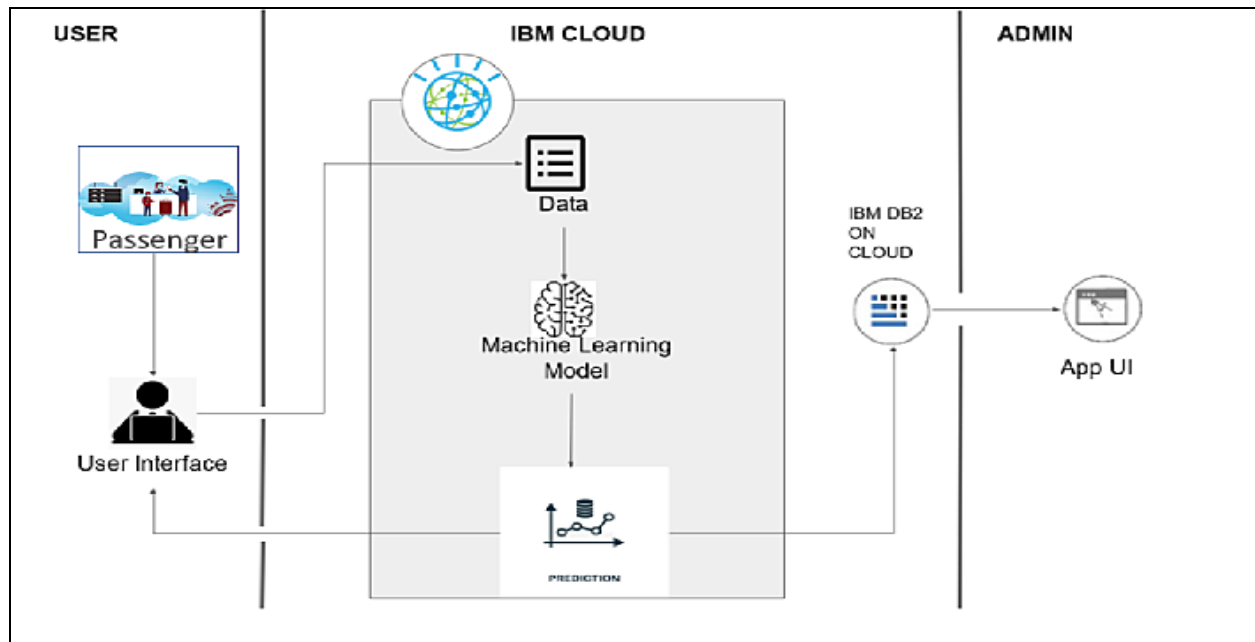 USER
IBM CLOUD
ADMIN
Passenger
Data
IBM DB2
ON
CLOUD
Machine Learning
Model
App UI
User Interface
PREDICTION